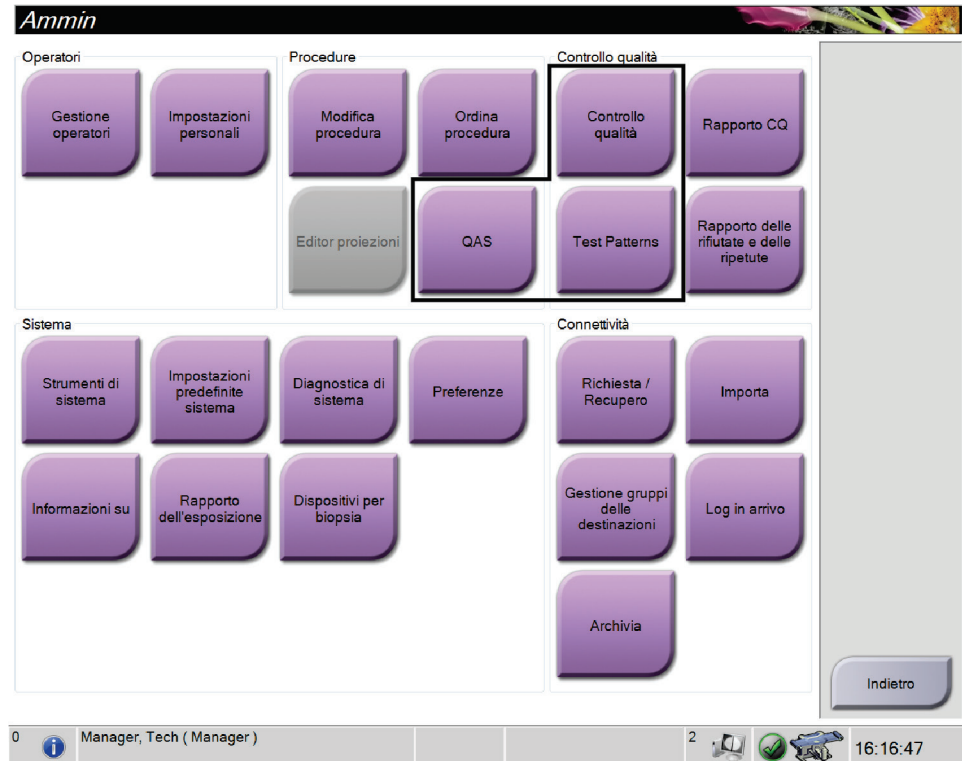 Ammin
Operatori
Gestione
operatori
Impostazioni
personali
Procedure
Modifica
procedura
Ordina
procedura
Editor proiezioni
QAS
Controllo qualità
Controllo
qualità
Rapporto CQ
Test Patterns
Rapporto delle
rifiutate e delle
ripetute
Sistema
Strumenti di
sistema
Impostazioni
predefinite
sistema
Diagnostica di
sistema
Preferenze
Informazioni su
Rapporto
dell'esposizione
Dispositivi per
biopsia
Connettività
Richiesta /
Recupero
Importa
Gestione gruppi
delle
destinazioni
Log in arrivo
Archivia
Indietro
0
Manager, Tech ( Manager )
2
16:16:47